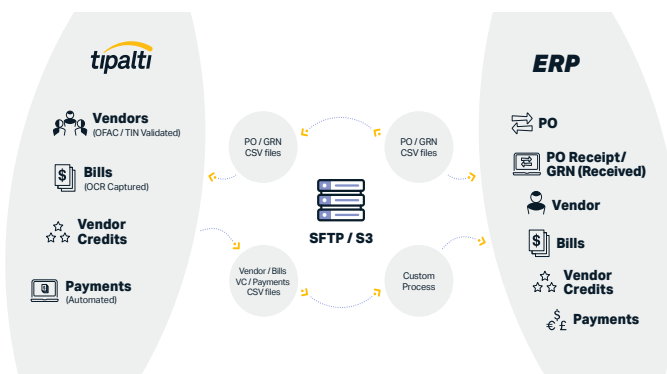 tipalti
Vendors
(OFAC / TIN Validated)
Bills
(OCR Captured)
Vendor
Credits
Payments
(Automated)
PO / GRN
CSV files
PO / GRN
CSV files
SFTP / S3
Vendor / Bills
VC / Payments
CSV files
Custom
Process
ERP
PO
PO Receipt/
GRN (Received)
Vendor
Bills
Vendor
Credits
Payments